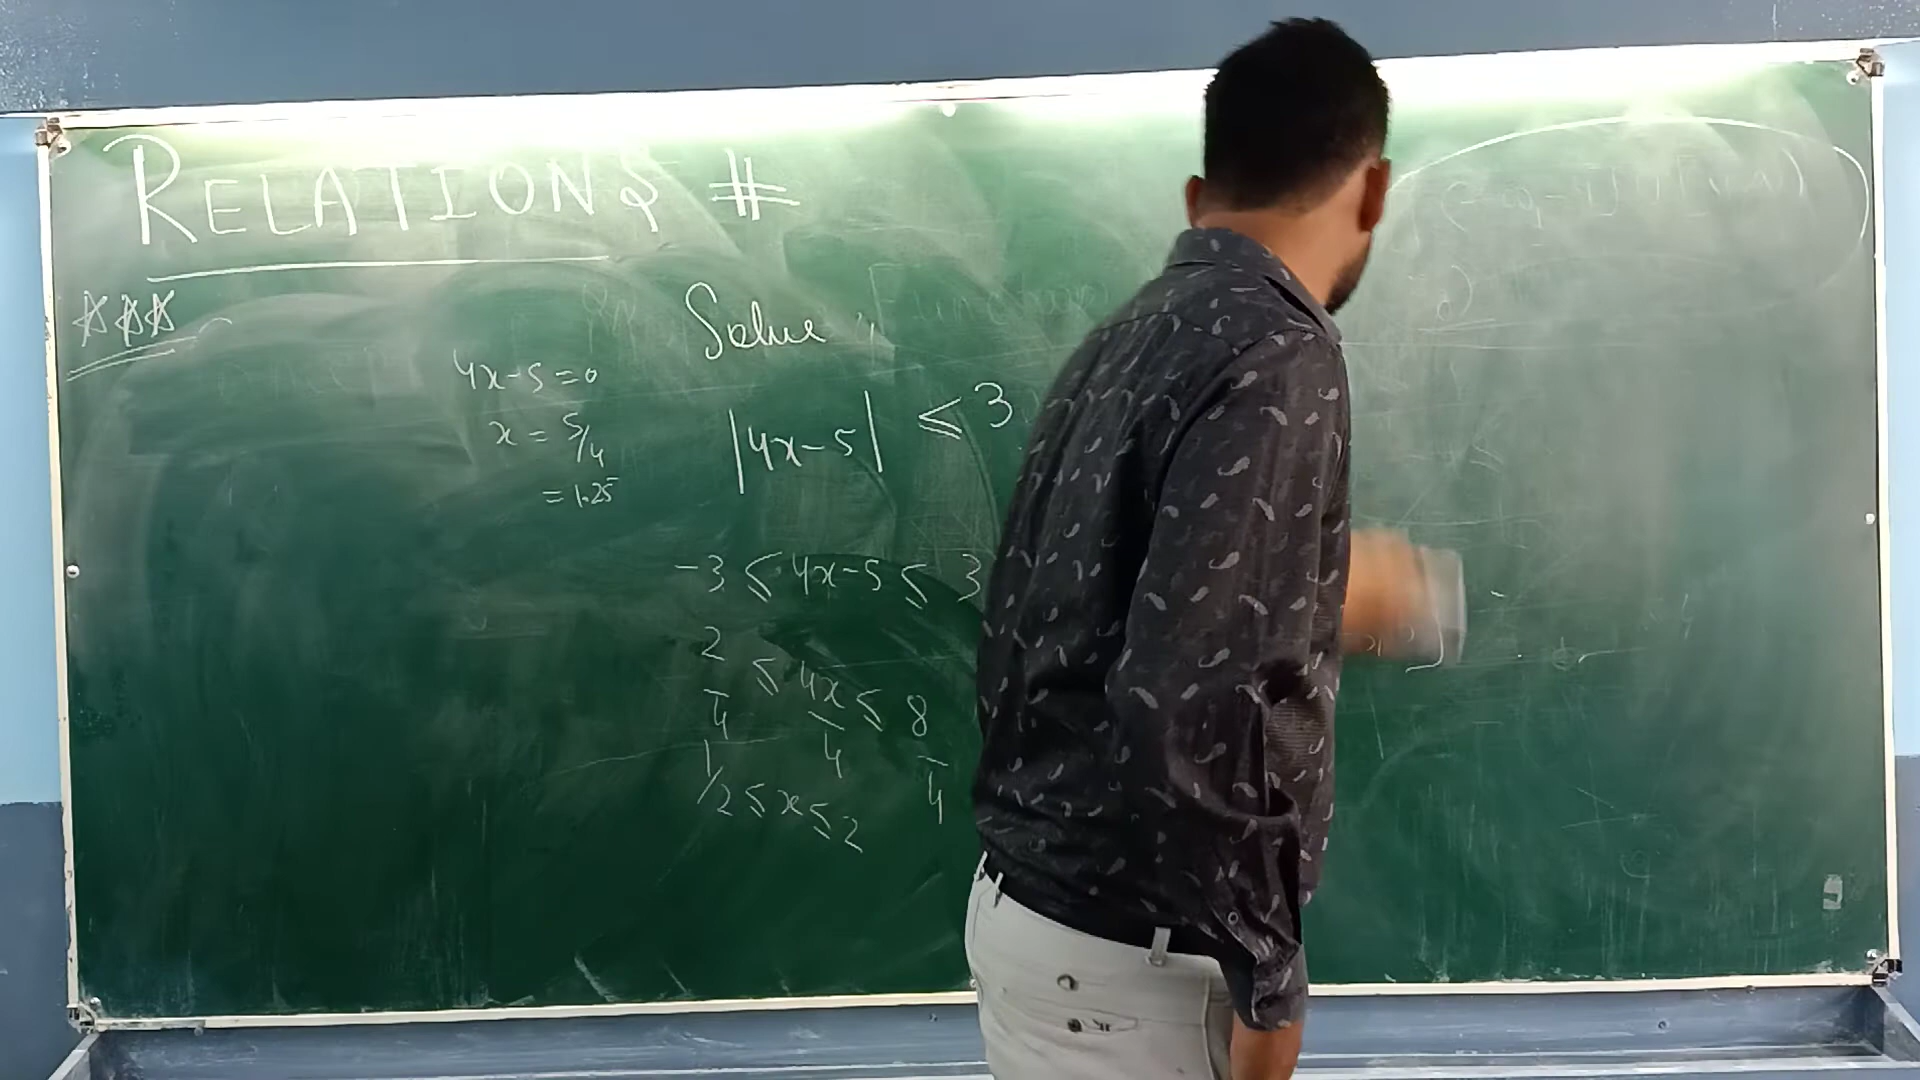 RELATIONS #
Solve
4x-5=0
x = 5/4
= 1.25
|4x-5| ≤ 3
-3 ≤ 4x-5 ≤ 3
2/4 ≤ 4x/4 ≤ 8/4
1/2 ≤ x ≤ 2